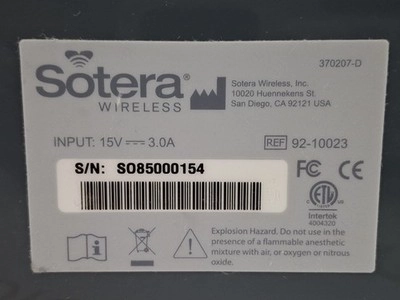 370207-D
Sotera®
WIRELESS
Sotera Wireless, Inc.
10020 Huennekens St.
San Diego, CA 92121 USA
INPUT: 15V 3.0A
REF 92-10023
S/N: SO85000154
FC CE
ETL
Intertek
4004320
Explosion Hazard. Do not use in the
presence of a flammable anesthetic
mixture with air, or oxygen or nitrous
oxide.